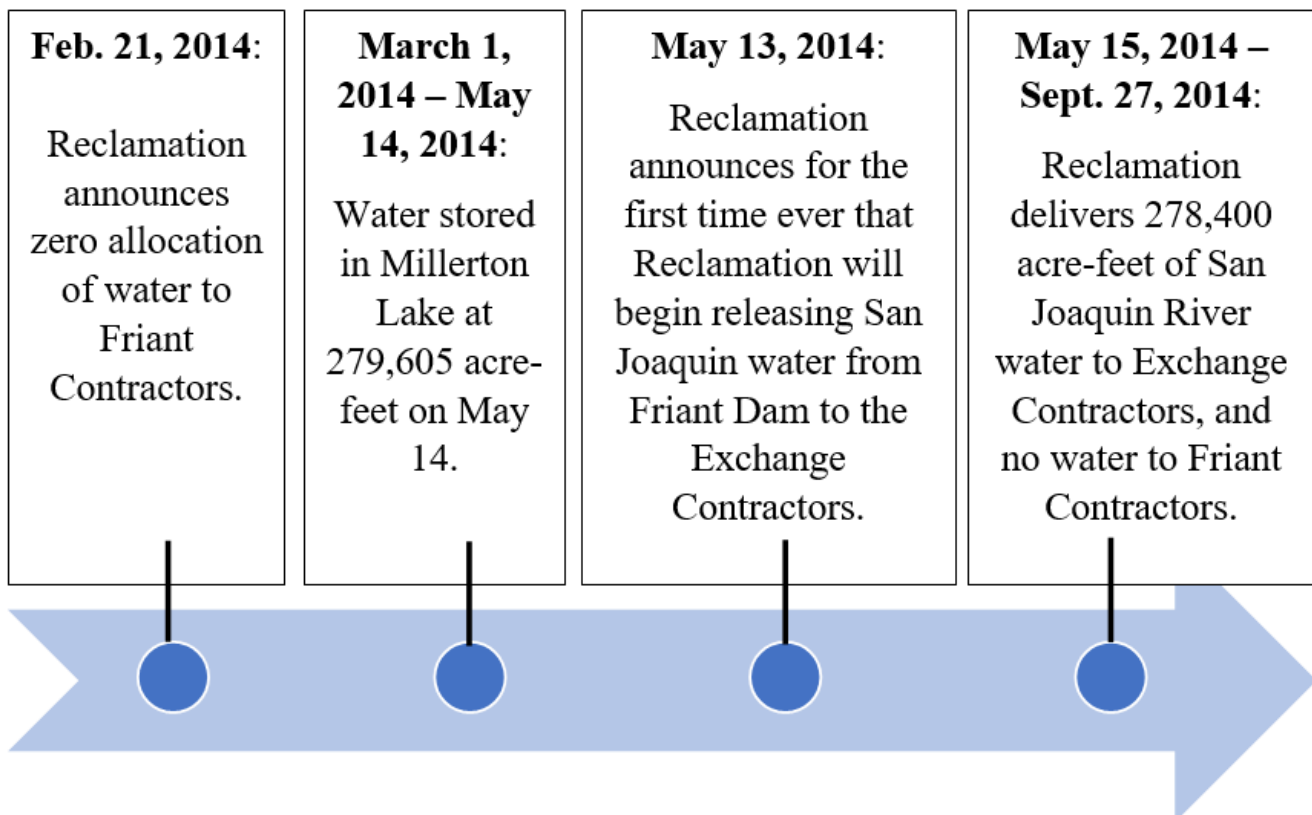 Feb. 21, 2014:
Reclamation
announces
zero allocation
of water to
Friant
Contractors.
March 1,
2014 – May
14, 2014:
Water stored
in Millerton
Lake at
279,605 acre-
feet on May
14.
May 13, 2014:
Reclamation
announces for the
first time ever that
Reclamation will
begin releasing San
Joaquin water from
Friant Dam to the
Exchange
Contractors.
May 15, 2014 –
Sept. 27, 2014:
Reclamation
delivers 278,400
acre-feet of San
Joaquin River
water to Exchange
Contractors, and
no water to Friant
Contractors.